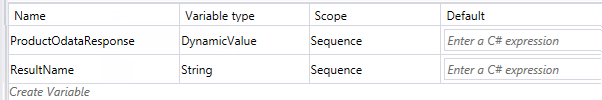 Name Variable type Scope Default
ProductOdataResponse DynamicValue Sequence Enter a C# expression
ResultName String Sequence Enter a C# expression
Create Variable